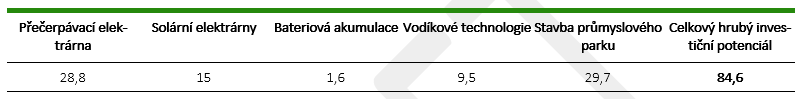 Přečerpávací elek- Solární elektrárny Bateriová akumulace Vodíkové technologie Stavba průmyslového Celkový hrubý inves-
trárna parku tiční potenciál
28,8 15 1,6 9,5 29,7 84,6